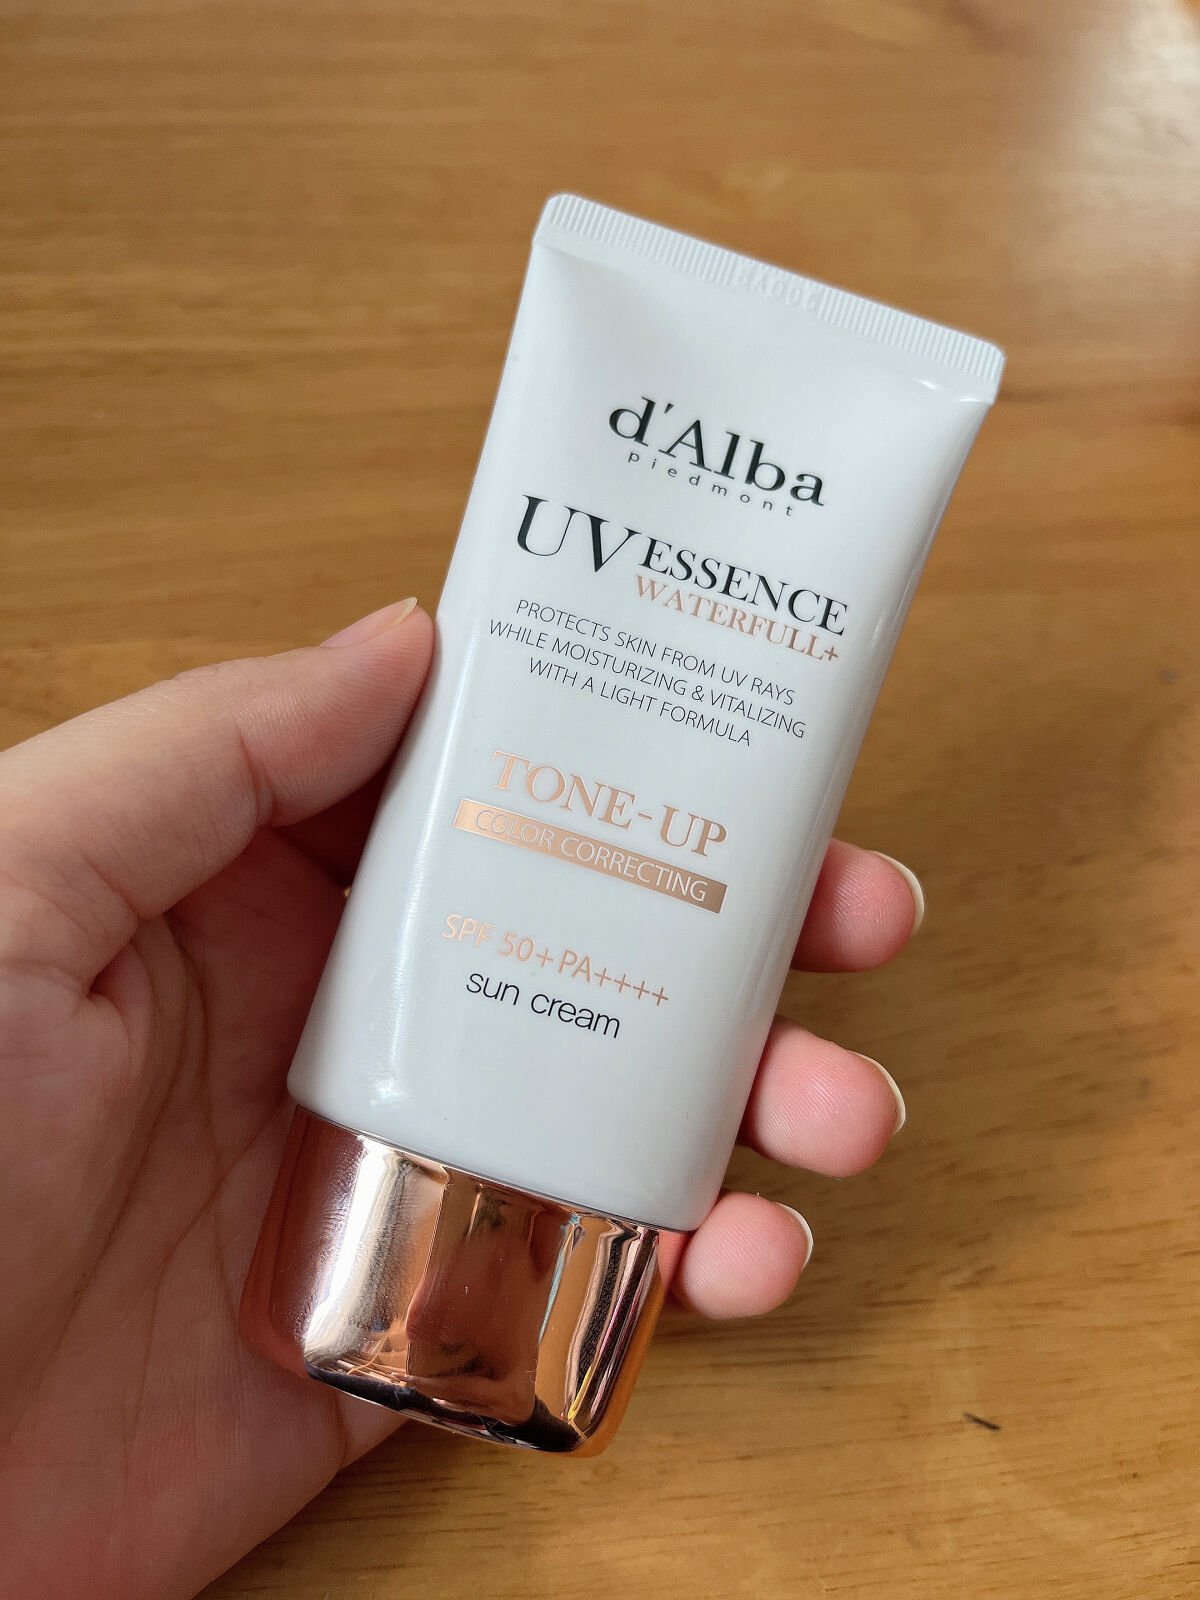 d'Alba
piedmont
UV ESSENCE
WATERFULL+
PROTECTS SKIN FROM UV RAYS
WHILE MOISTURIZING & VITALIZING
WITH A LIGHT FORMULA
TONE-UP
COLOR CORRECTING
SPF 50+ PA++++
sun cream